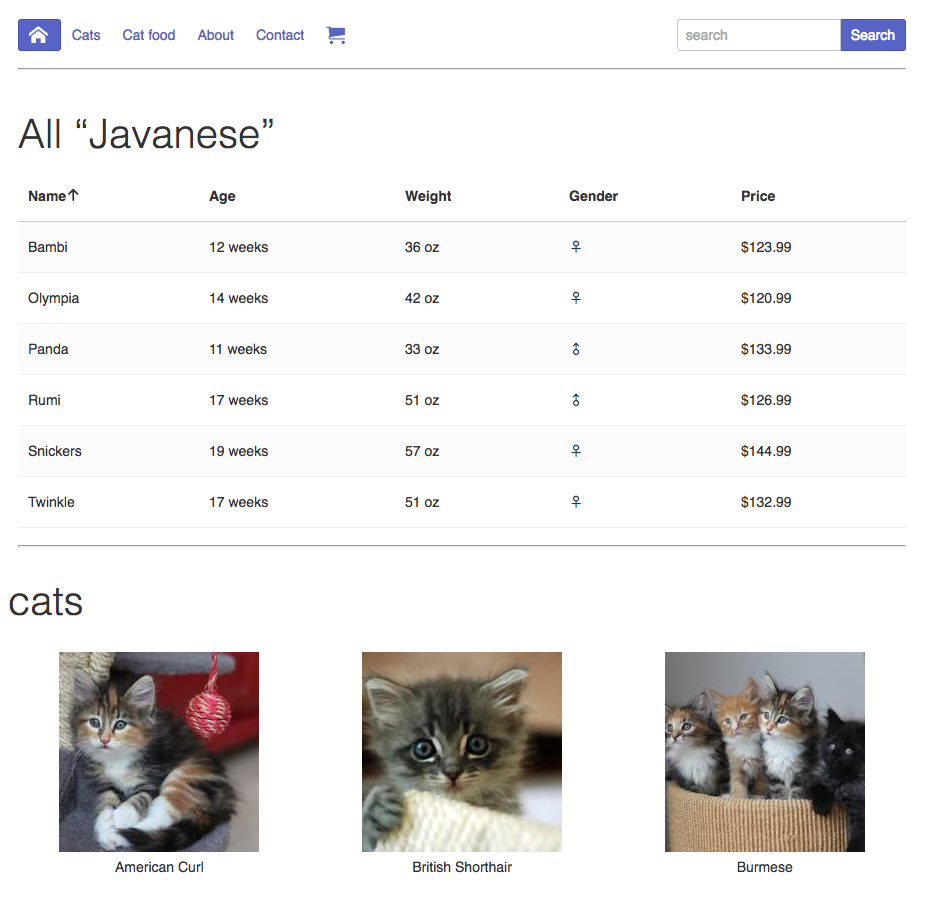 Cats Cat food About Contact search Search
All “Javanese”
Name↑ Age Weight Gender Price
Bambi 12 weeks 36 oz ♀ $123.99
Olympia 14 weeks 42 oz ♀ $120.99
Panda 11 weeks 33 oz ⚦ $133.99
Rumi 17 weeks 51 oz ⚦ $126.99
Snickers 19 weeks 57 oz ♀ $144.99
Twinkle 17 weeks 51 oz ♀ $132.99
cats
American Curl British Shorthair Burmese